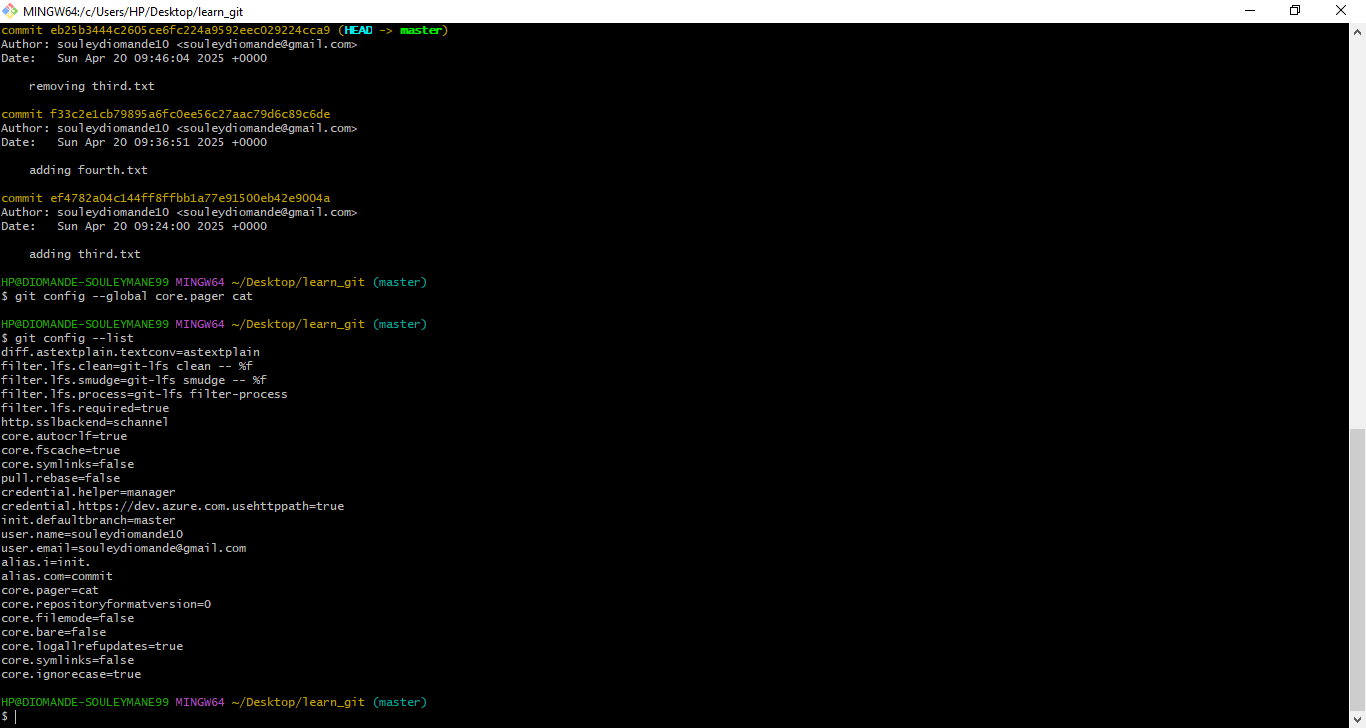 MINGW64:/c/Users/HP/Desktop/learn_git
commit eb25b3444c2605ce6fc224a9592eec029224cca9 (HEAD -> master)
Author: souleydiomande10 <souleydiomande@gmail.com>
Date:   Sun Apr 20 09:46:04 2025 +0000
    removing third.txt
commit f33c2e1cb79895a6fc0ee56c27aac79d6c89c6de
Author: souleydiomande10 <souleydiomande@gmail.com>
Date:   Sun Apr 20 09:36:51 2025 +0000
    adding fourth.txt
commit ef4782a04c144ff8ffbb1a77e91500eb42e9004a
Author: souleydiomande10 <souleydiomande@gmail.com>
Date:   Sun Apr 20 09:24:00 2025 +0000
    adding third.txt
HP@DIOMANDE-SOULEYMANE99 MINGW64 ~/Desktop/learn_git (master)
$ git config --global core.pager cat
HP@DIOMANDE-SOULEYMANE99 MINGW64 ~/Desktop/learn_git (master)
$ git config --list
diff.astextplain.textconv=astextplain
filter.lfs.clean=git-lfs clean -- %f
filter.lfs.smudge=git-lfs smudge -- %f
filter.lfs.process=git-lfs filter-process
filter.lfs.required=true
http.sslbackend=schannel
core.autocrlf=true
core.fscache=true
core.symlinks=false
pull.rebase=false
credential.helper=manager
credential.https://dev.azure.com.usehttppath=true
init.defaultbranch=master
user.name=souleydiomande10
user.email=souleydiomande@gmail.com
alias.i=init.
alias.com=commit
core.pager=cat
core.repositoryformatversion=0
core.filemode=false
core.bare=false
core.logallrefupdates=true
core.symlinks=false
core.ignorecase=true
HP@DIOMANDE-SOULEYMANE99 MINGW64 ~/Desktop/learn_git (master)
$